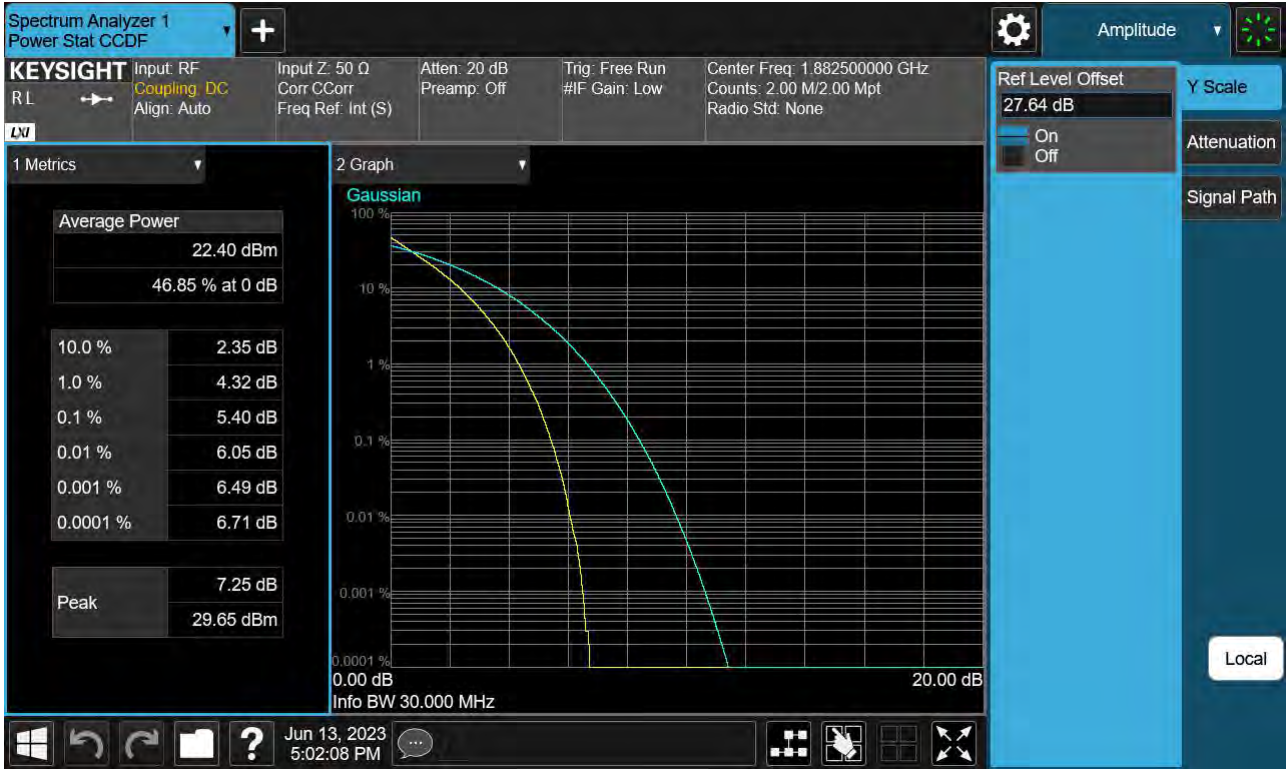 Spectrum Analyzer 1
Power Stat CCDF
Amplitude
KEYSIGHT
R L
LXI
Input: RF
Coupling: DC
Align: Auto
Input Z: 50 Ω
Corr CCorr
Freq Ref: Int (S)
Atten: 20 dB
Preamp: Off
Trig: Free Run
#IF Gain: Low
Center Freq: 1.882500000 GHz
Counts: 2.00 M/2.00 Mpt
Radio Std: None
Ref Level Offset
27.64 dB
On
Off
Y Scale
Attenuation
Signal Path
Local
1 Metrics
Average Power
22.40 dBm
46.85 % at 0 dB
10.0 % 2.35 dB
1.0 % 4.32 dB
0.1 % 5.40 dB
0.01 % 6.05 dB
0.001 % 6.49 dB
0.0001 % 6.71 dB
Peak
7.25 dB
29.65 dBm
2 Graph
Gaussian
100 %
10 %
1 %
0.1 %
0.01 %
0.001 %
0.0001 %
0.00 dB 20.00 dB
Info BW 30.000 MHz
?
Jun 13, 2023
5:02:08 PM